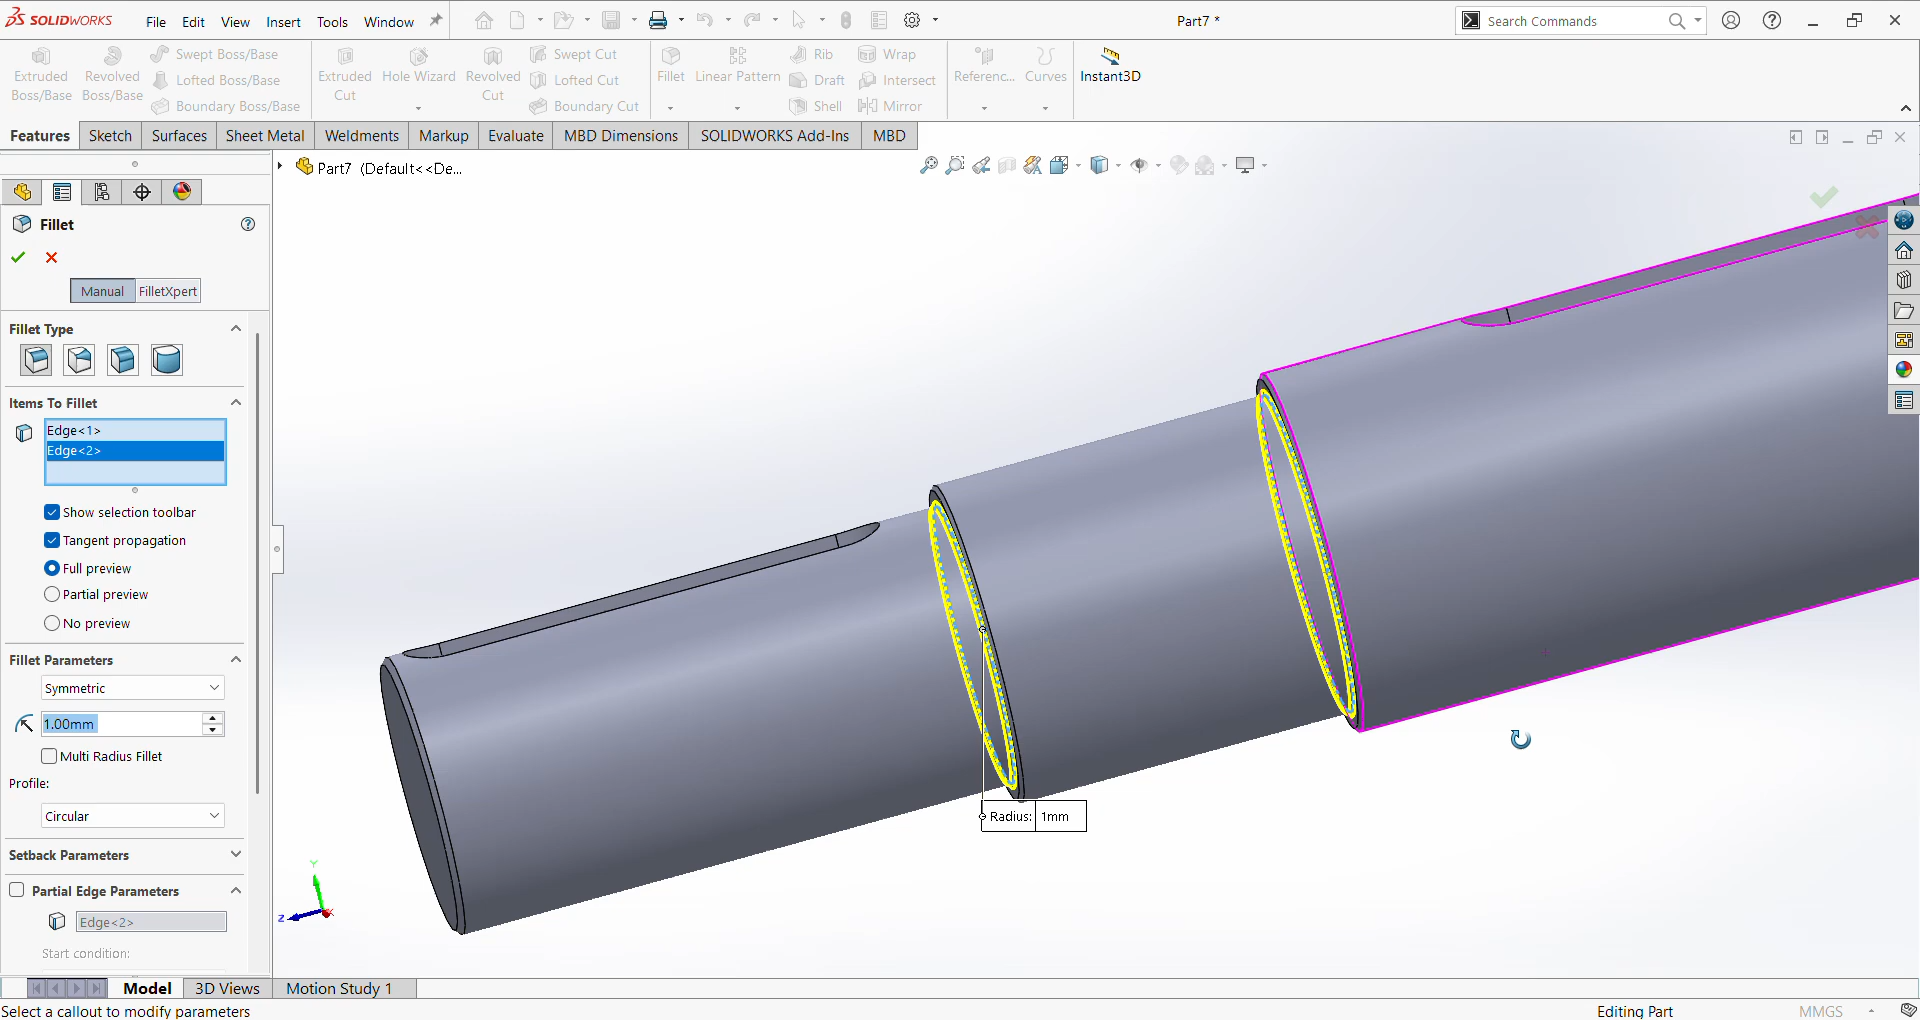 SOLIDWORKS File Edit View Insert Tools Window Part7 * Search Commands
Extruded Boss/Base
Revolved Boss/Base
Swept Boss/Base
Lofted Boss/Base
Boundary Boss/Base
Extruded Cut
Hole Wizard
Revolved Cut
Swept Cut
Lofted Cut
Boundary Cut
Fillet
Linear Pattern
Rib
Draft
Shell
Wrap
Intersect
Mirror
Referenc...
Curves
Instant3D
Features Sketch Surfaces Sheet Metal Weldments Markup Evaluate MBD Dimensions SOLIDWORKS Add-Ins MBD
Part7 (Default<<De...
Fillet
Manual FilletXpert
Fillet Type
Items To Fillet
Edge<1>
Edge<2>
Show selection toolbar
Tangent propagation
Full preview
Partial preview
No preview
Fillet Parameters
Symmetric
1.00mm
Multi Radius Fillet
Profile:
Circular
Setback Parameters
Partial Edge Parameters
Edge<2>
Start condition:
Radius: 1mm
Y
Z
Model 3D Views Motion Study 1
Select a callout to modify parameters Editing Part MMGS